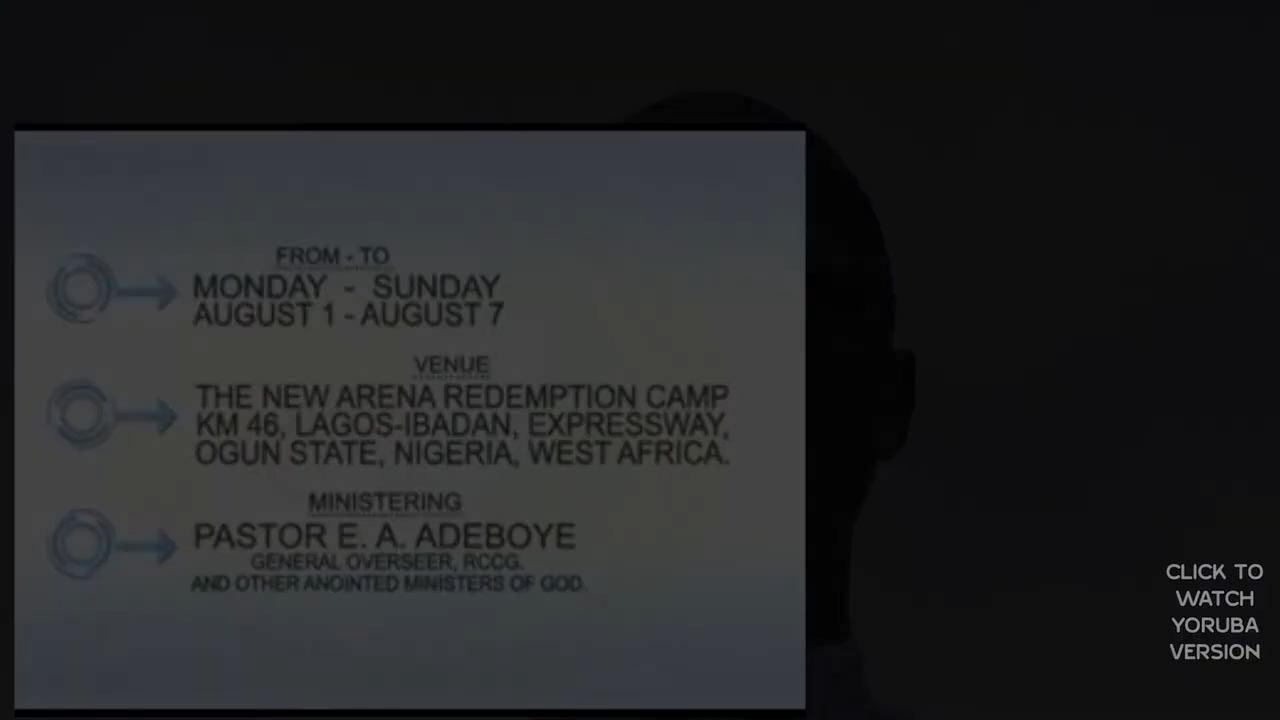 FROM - TO
MONDAY - SUNDAY
AUGUST 1 - AUGUST 7
VENUE
THE NEW ARENA REDEMPTION CAMP
KM 46, LAGOS-IBADAN, EXPRESSWAY,
OGUN STATE, NIGERIA, WEST AFRICA.
MINISTERING
PASTOR E. A. ADEBOYE
GENERAL OVERSEER, RCCG.
AND OTHER ANOINTED MINISTERS OF GOD.
CLICK TO
WATCH
YORUBA
VERSION